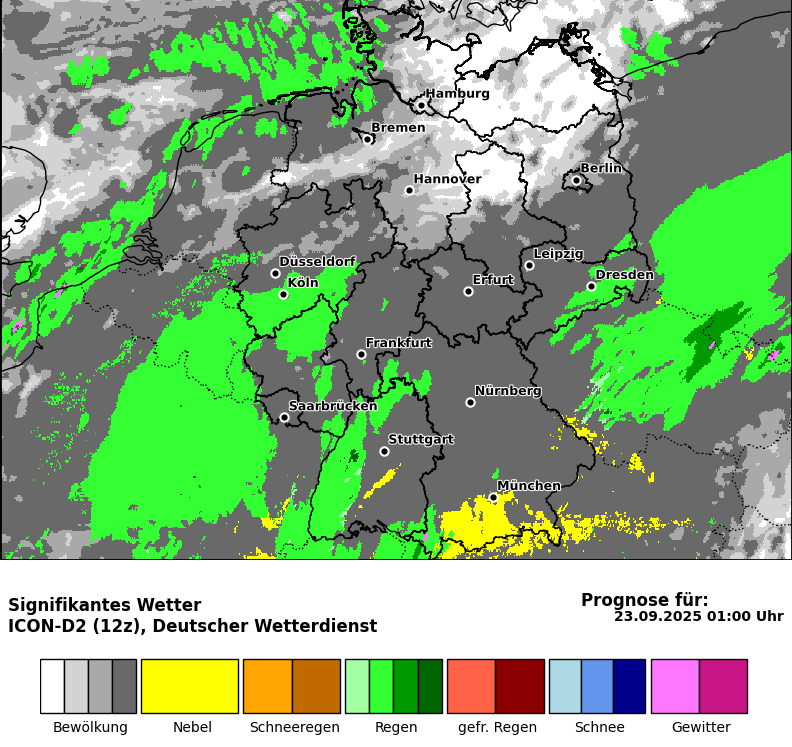 Hamburg
Bremen
Berlin
Hannover
Leipzig
Düsseldorf
Dresden
Köln
Erfurt
Frankfurt
Nürnberg
Saarbrücken
Stuttgart
München
Signifikantes Wetter
ICON-D2 (12z), Deutscher Wetterdienst
Prognose für:
23.09.2025 01:00 Uhr
Bewölkung
Nebel
Schneeregen
Regen
gefr. Regen
Schnee
Gewitter